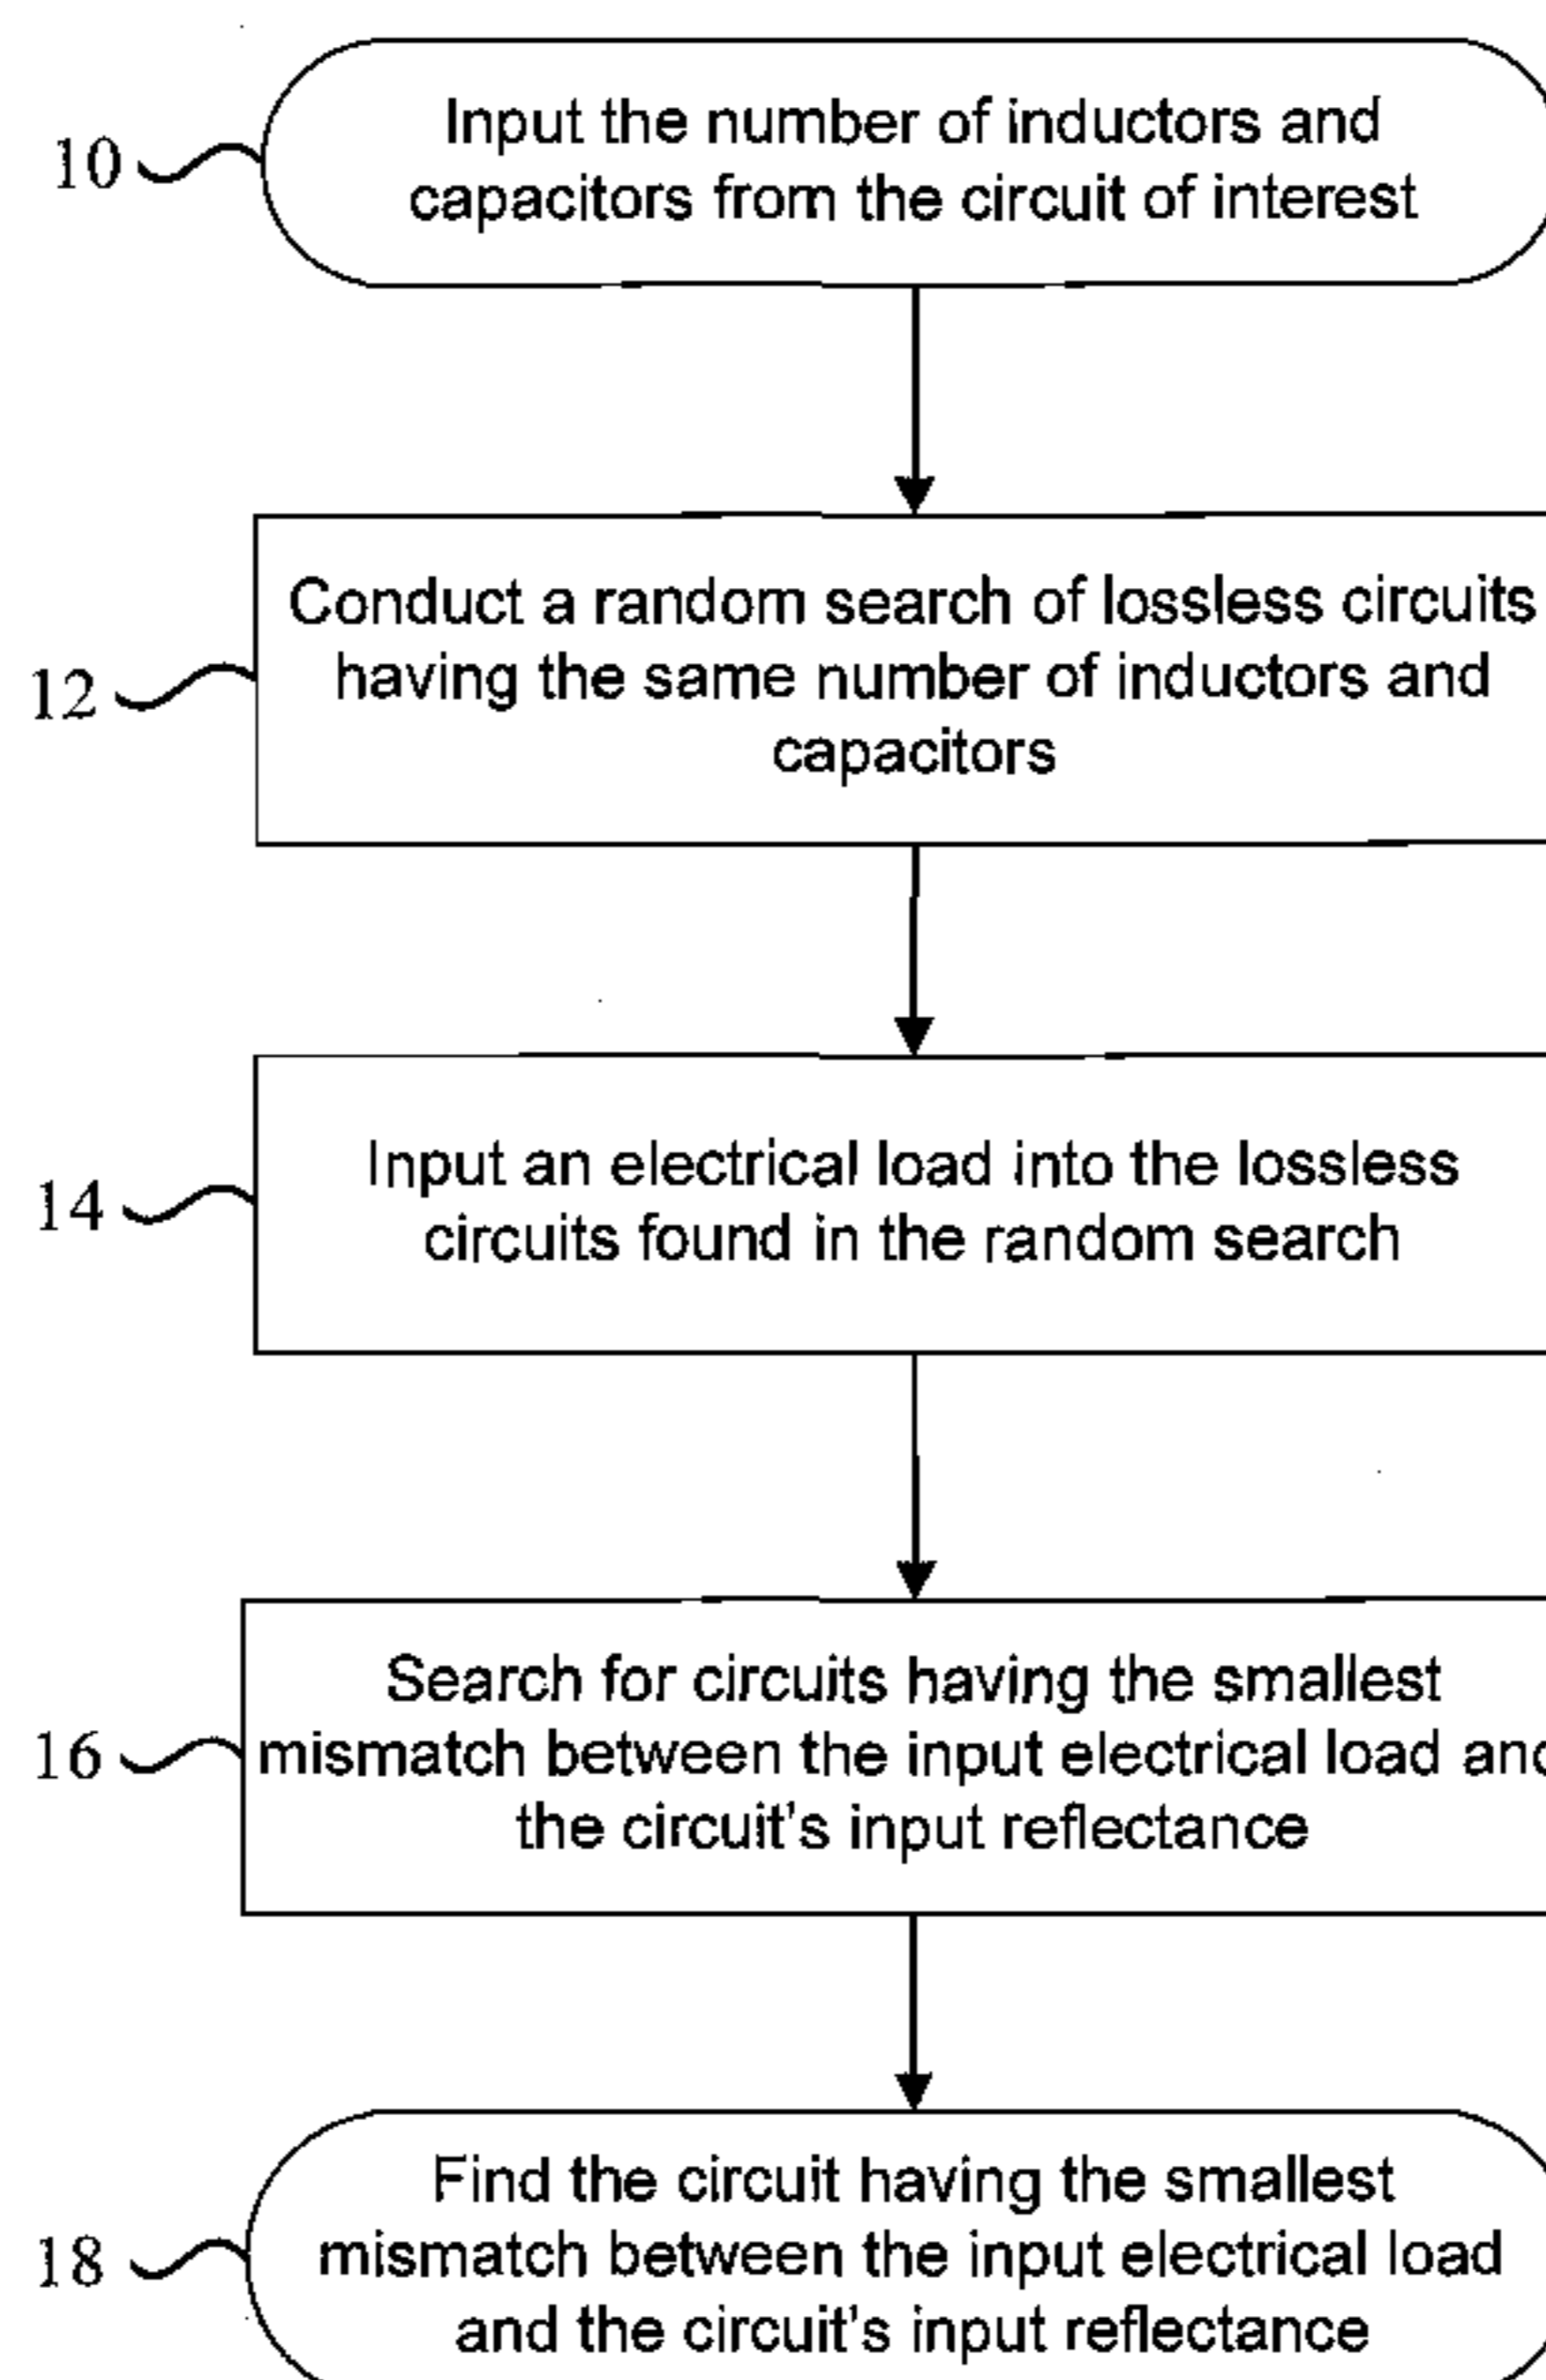 Input the number of inductors and
10
capacitors from the circuit of interest
Conduct a random search of lossless circuits
12
having the same number of inductors and
capacitors
Input an electrical load into the lossless
14
circuits found in the random search
Search for circuits having the smallest
16
mismatch between the input electrical load and
the circuit's input reflectance
Find the circuit having the smallest
18
mismatch between the input electrical load
and the circuit's input reflectance